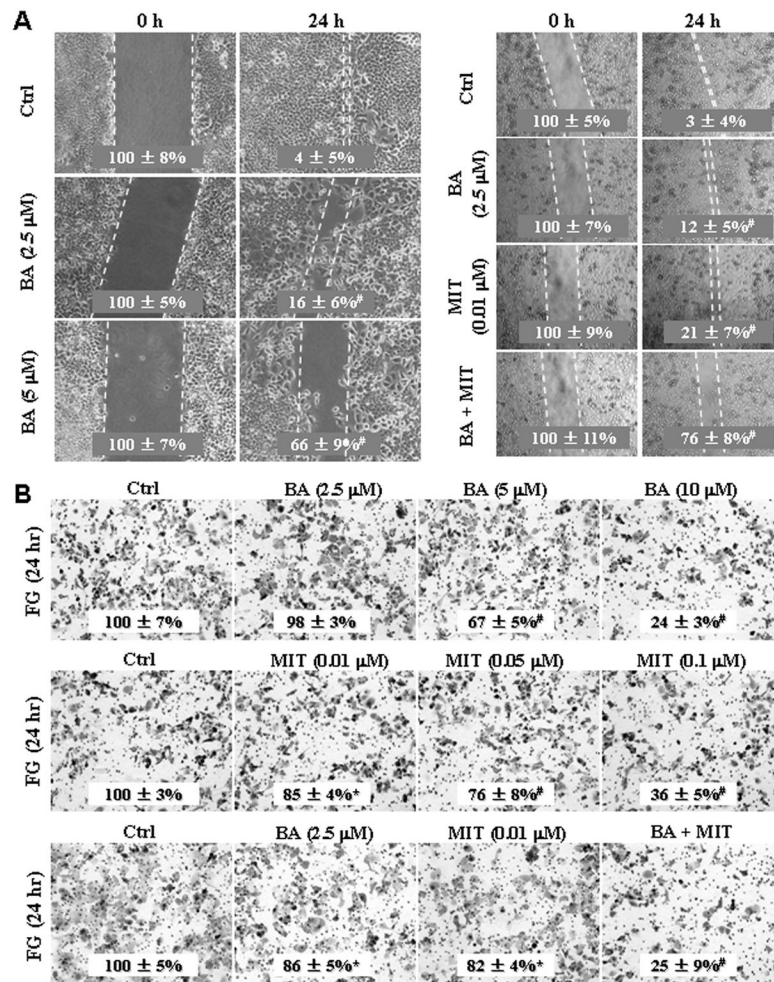 A
0 h 24 h
Ctrl
100 ± 8% 4 ± 5%
BA (2.5 μM)
100 ± 5% 16 ± 6%#
BA (5 μM)
100 ± 7% 66 ± 9%#
0 h 24 h
Ctrl
100 ± 5% 3 ± 4%
BA
(2.5 μM)
100 ± 7% 12 ± 5%#
MIT
(0.01 μM)
100 ± 9% 21 ± 7%#
BA + MIT
100 ± 11% 76 ± 8%#
B
Ctrl BA (2.5 μM) BA (5 μM) BA (10 μM)
FG (24 hr)
100 ± 7% 98 ± 3% 67 ± 5%# 24 ± 3%#
Ctrl MIT (0.01 μM) MIT (0.05 μM) MIT (0.1 μM)
FG (24 hr)
100 ± 3% 85 ± 4%* 76 ± 8%# 36 ± 5%#
Ctrl BA (2.5 μM) MIT (0.01 μM) BA + MIT
FG (24 hr)
100 ± 5% 86 ± 5%* 82 ± 4%* 25 ± 9%#